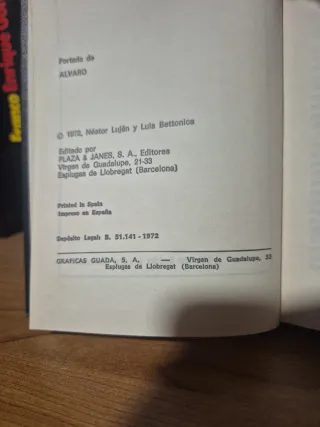 Franco Enrique
Portada de
ALVARO
© 1972, Néstor Luján y Luis Bettonica
Editado por
PLAZA & JANES, S. A., Editores
Virgen de Guadalupe, 21-33
Esplugas de Llobregat (Barcelona)
Printed in Spain
Impreso en España
Depósito Legal: B. 31.141 - 1972
GRAFICAS GUADA, S. A. — Virgen de Guadalupe, 33
Esplugas de Llobregat (Barcelona)